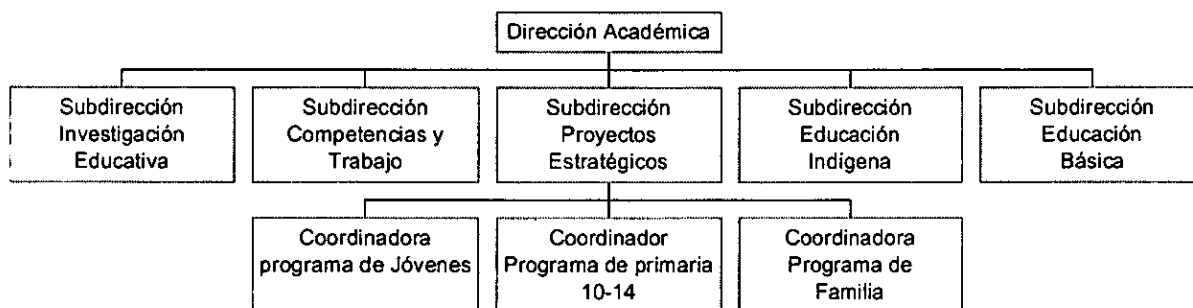 Dirección Académica
Subdirección
Investigación
Educativa
Subdirección
Competencias y
Trabajo
Subdirección
Proyectos
Estratégicos
Subdirección
Educación
Indígena
Subdirección
Educación
Básica
Coordinadora
programa de Jóvenes
Coordinador
Programa de primaria
10-14
Coordinadora
Programa de
Familia